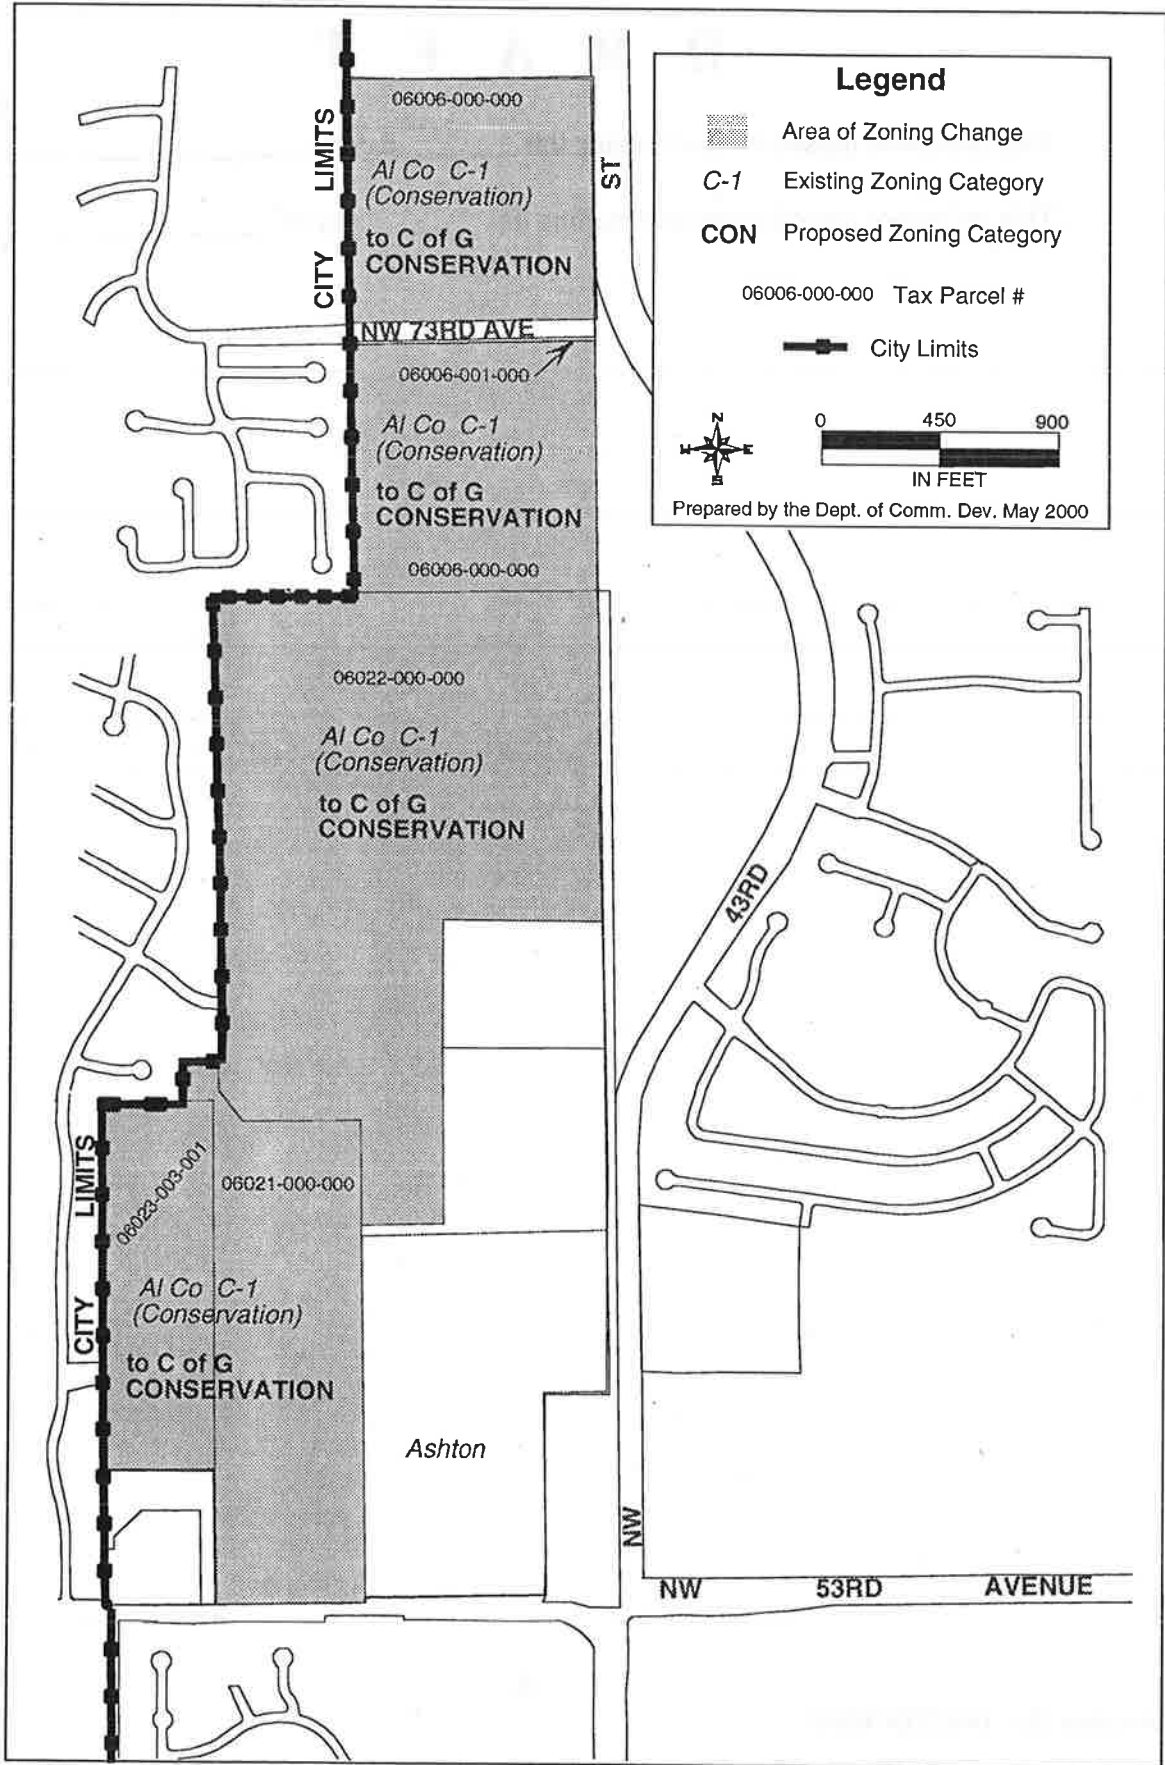 06006-000-000
Al Co C-1
(Conservation)
to C of G
CONSERVATION
CITY LIMITS
NW 73RD AVE
06006-001-000
Al Co C-1
(Conservation)
to C of G
CONSERVATION
06006-000-000
ST
Legend
Area of Zoning Change
C-1 Existing Zoning Category
CON Proposed Zoning Category
06006-000-000 Tax Parcel #
City Limits
N
W E
S
0 450 900
IN FEET
Prepared by the Dept. of Comm. Dev. May 2000
06022-000-000
Al Co C-1
(Conservation)
to C of G
CONSERVATION
43RD
CITY LIMITS
06023-003-001
06021-000-000
Al Co C-1
(Conservation)
to C of G
CONSERVATION
Ashton
NW
NW 53RD AVENUE